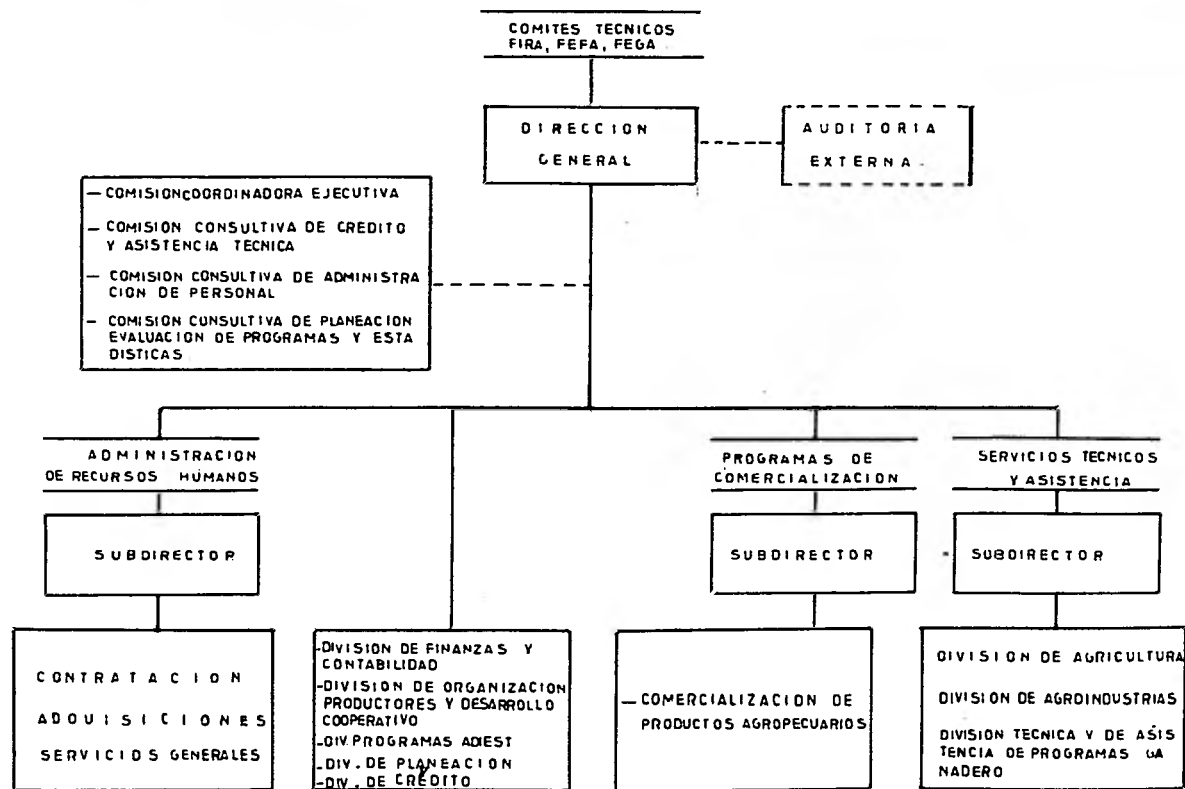 COMITES TECNICOS
FIRA, FEFA, FEGA
DIRECCION
GENERAL
AUDITORIA
EXTERNA
— COMISION COORDINADORA EJECUTIVA
— COMISION CONSULTIVA DE CREDITO
Y ASISTENCIA TECNICA
— COMISION CONSULTIVA DE ADMINISTRA
CION DE PERSONAL
— COMISION CONSULTIVA DE PLANEACION
EVALUACION DE PROGRAMAS Y ESTA
DISTICAS
ADMINISTRACION
DE RECURSOS HUMANOS
SUBDIRECTOR
CONTRATACION
ADQUISICIONES
SERVICIOS GENERALES
-DIVISION DE FINANZAS Y
CONTABILIDAD
-DIVISION DE ORGANIZACION
PRODUCTORES Y DESARROLLO
COOPERATIVO
-DIV. PROGRAMAS ADIEST
-DIV. DE PLANEACION
-DIV. DE CRÉDITO
PROGRAMAS DE
COMERCIALIZACION
SUBDIRECTOR
— COMERCIALIZACION DE
PRODUCTOS AGROPECUARIOS
SERVICIOS TECNICOS
Y ASISTENCIA
SUBDIRECTOR
DIVISION DE AGRICULTURA
DIVISION DE AGROINDUSTRIAS
DIVISION TECNICA Y DE ASIS
TENCIA DE PROGRAMAS GA
NADERO